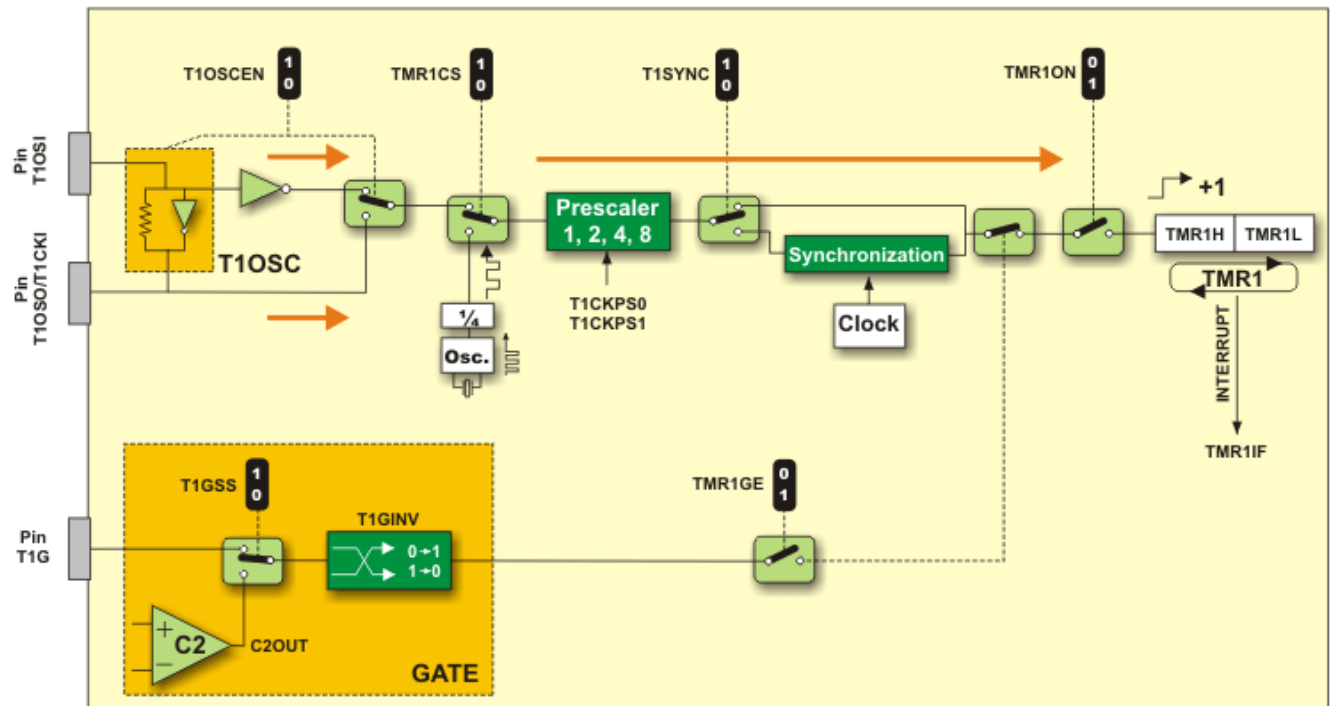 T1OSCEN
1
0
TMR1CS
1
0
T1SYNC
1
0
TMR1ON
0
1
Pin
T1OSI
T1OSC
Prescaler
1, 2, 4, 8
Synchronization
+1
TMR1H
TMR1L
TMR1
Pin
T1OSO/T1CKI
T1CKPS0
T1CKPS1
1/4
Osc.
Clock
INTERRUPT
TMR1IF
T1GSS
1
0
T1GINV
0→1
1→0
TMR1GE
0
1
Pin
T1G
+
C2
−
C2OUT
GATE